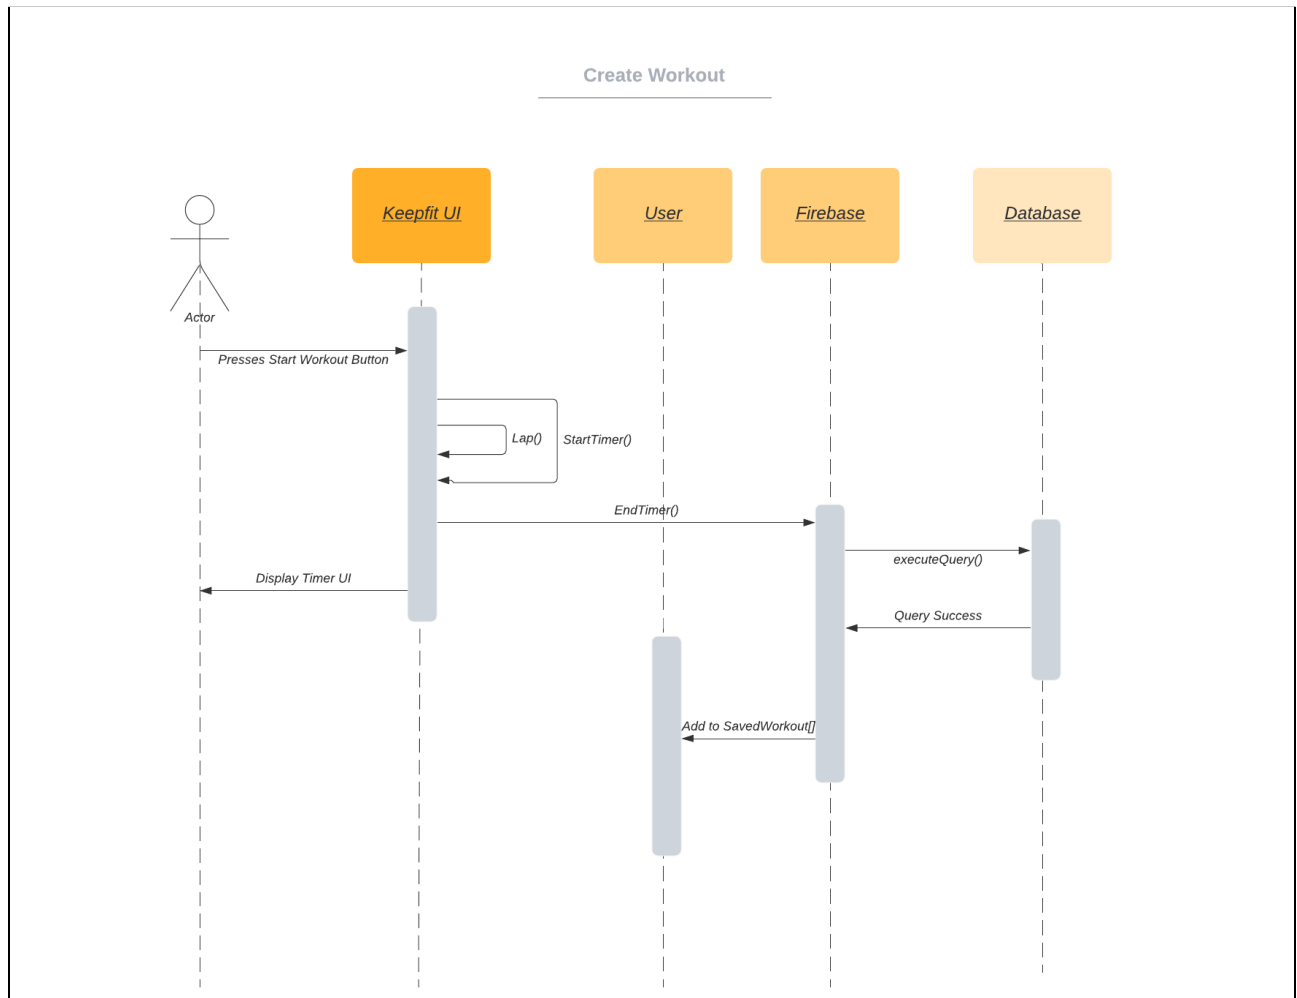 Create Workout
Keepfit UI
User
Firebase
Database
Actor
Presses Start Workout Button
Lap()
StartTimer()
EndTimer()
executeQuery()
Display Timer UI
Query Success
Add to SavedWorkout[]